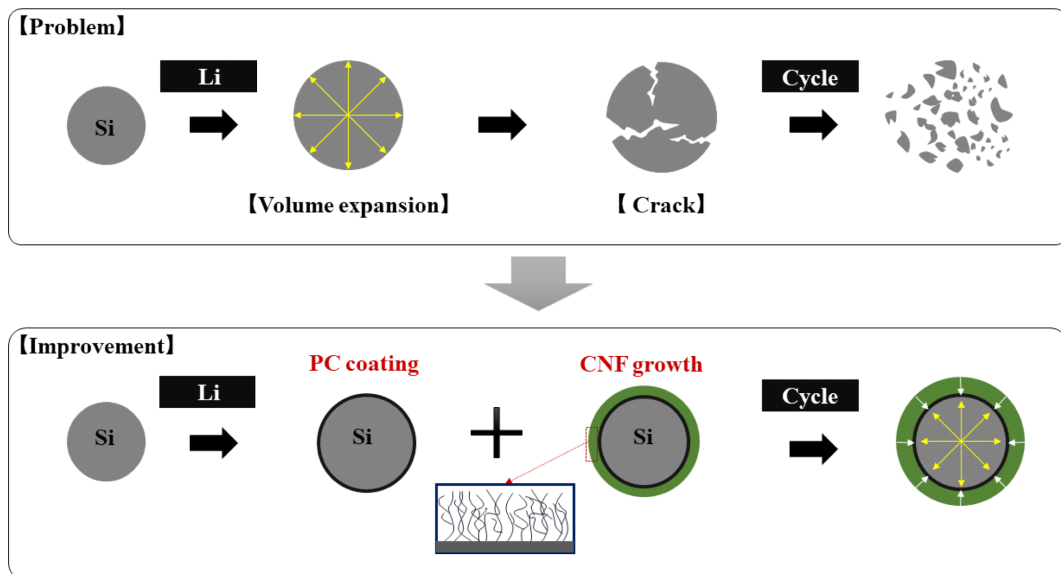 【Problem】
Li
Cycle
Si
【Volume expansion】
【 Crack】
【Improvement】
PC coating
CNF growth
Li
Cycle
Si
Si
Si